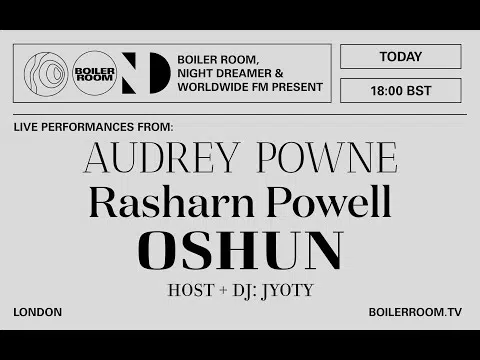 BOILER
ROOM
ND
BOILER ROOM,
NIGHT DREAMER &
WORLDWIDE FM PRESENT
TODAY
18:00 BST
LIVE PERFORMANCES FROM:
AUDREY POWNE
Rasharn Powell
OSHUN
HOST + DJ: JYOTY
LONDON
BOILERROOM.TV